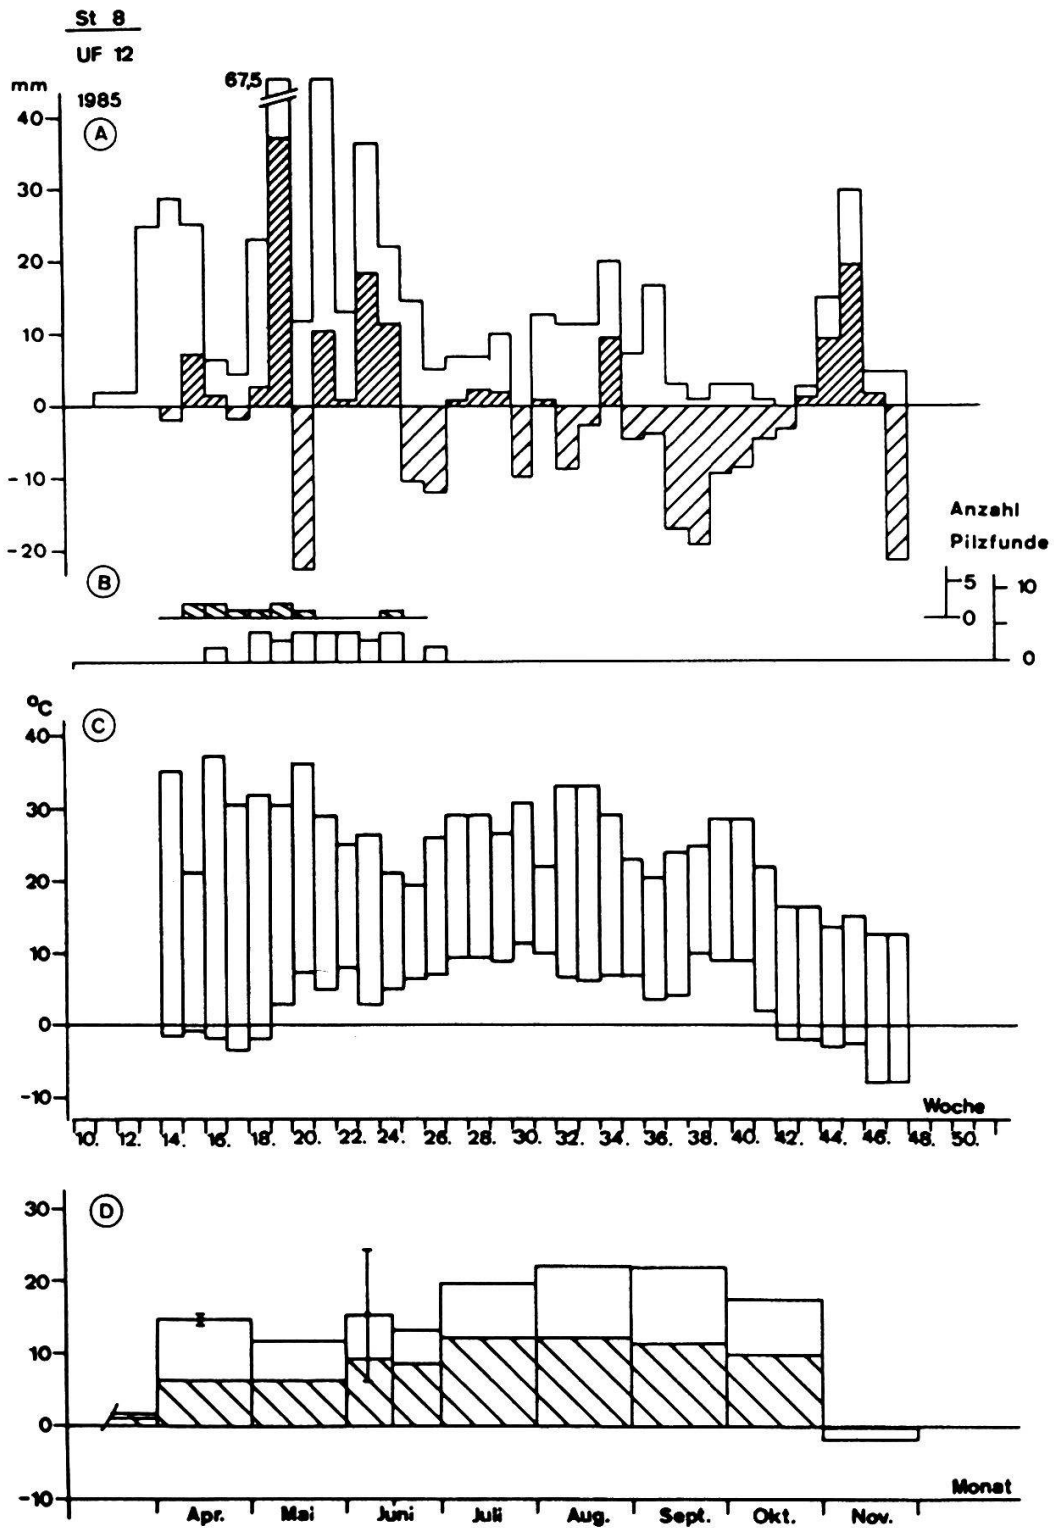 St 8
UF 12
1985
mm
67,5
A
40
30
20
10
0
-10
-20
Anzahl
Pilzfunde
B
5 10
0
0
°C
C
40
30
20
10
0
-10
Woche
10. 12. 14. 16. 18. 20. 22. 24. 26. 28. 30. 32. 34. 36. 38. 40. 42. 44. 46. 48. 50.
D
30
20
10
0
-10
Monat
Apr. Mai Juni Juli Aug. Sept. Okt. Nov.